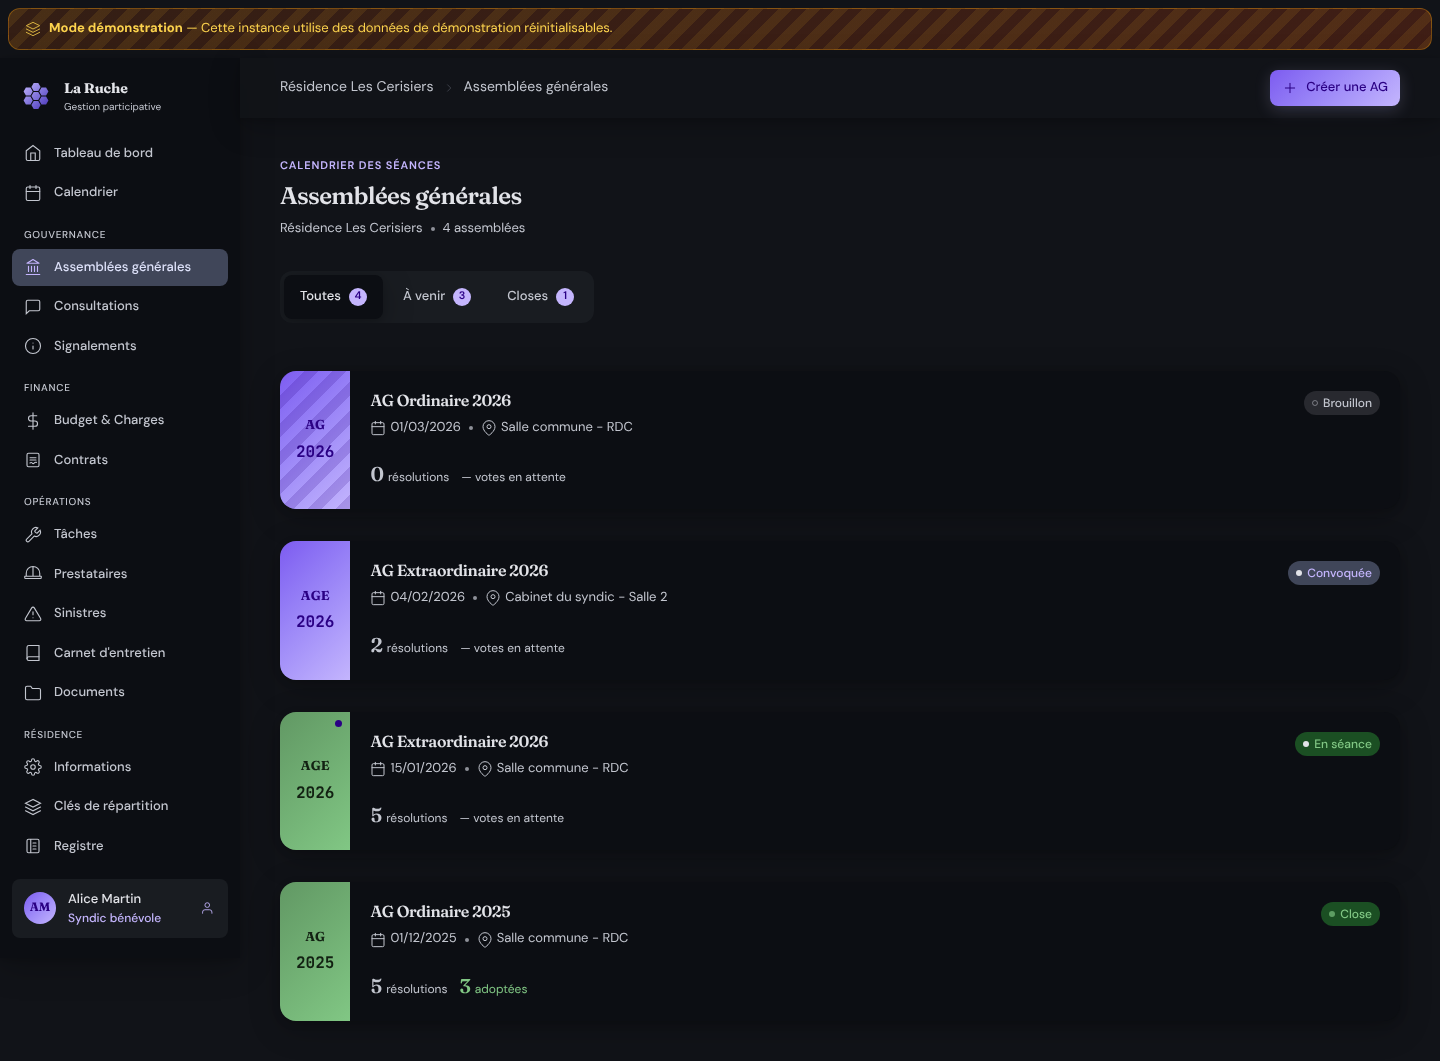 Mode démonstration — Cette instance utilise des données de démonstration réinitialisables.
La Ruche
Gestion participative
Tableau de bord
Calendrier
GOUVERNANCE
Assemblées générales
Consultations
Signalements
FINANCE
Budget & Charges
Contrats
OPÉRATIONS
Tâches
Prestataires
Sinistres
Carnet d'entretien
Documents
RÉSIDENCE
Informations
Clés de répartition
Registre
AM
Alice Martin
Syndic bénévole
Résidence Les Cerisiers > Assemblées générales
Créer une AG
CALENDRIER DES SÉANCES
Assemblées générales
Résidence Les Cerisiers • 4 assemblées
Toutes 4 À venir 3 Closes 1
AG
2026
AG Ordinaire 2026
01/03/2026 • Salle commune - RDC
0 résolutions — votes en attente
Brouillon
AGE
2026
AG Extraordinaire 2026
04/02/2026 • Cabinet du syndic - Salle 2
2 résolutions — votes en attente
Convoquée
AGE
2026
AG Extraordinaire 2026
15/01/2026 • Salle commune - RDC
5 résolutions — votes en attente
En séance
AG
2025
AG Ordinaire 2025
01/12/2025 • Salle commune - RDC
5 résolutions 3 adoptées
Close